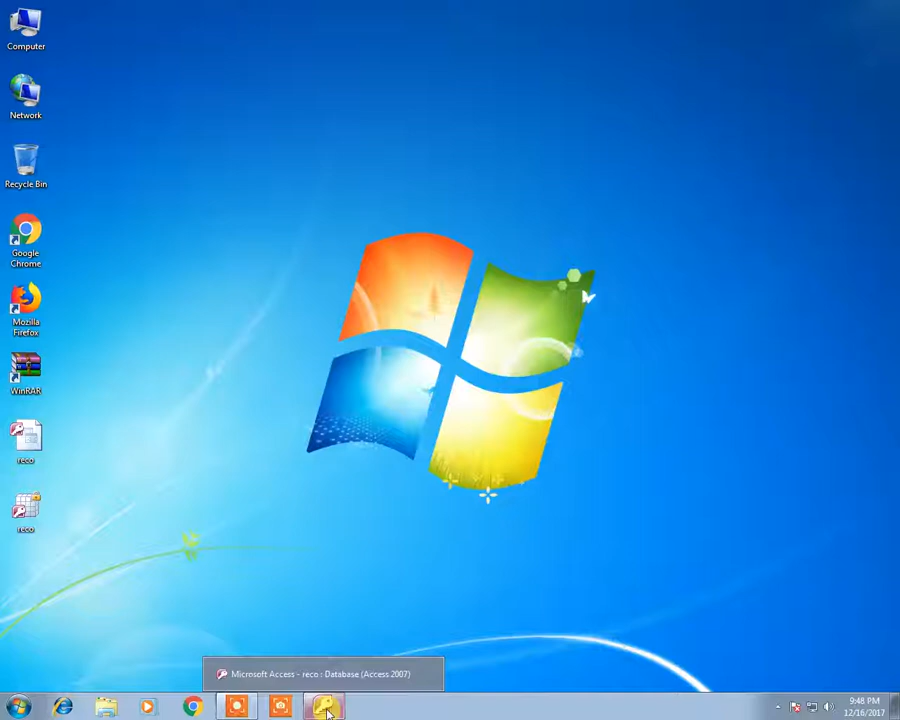 Computer
Network
Recycle Bin
Google
Chrome
Mozilla
Firefox
WinRAR
reco
reco
Microsoft Access - reco : Database (Access 2007)
9:48 PM
12/16/2017